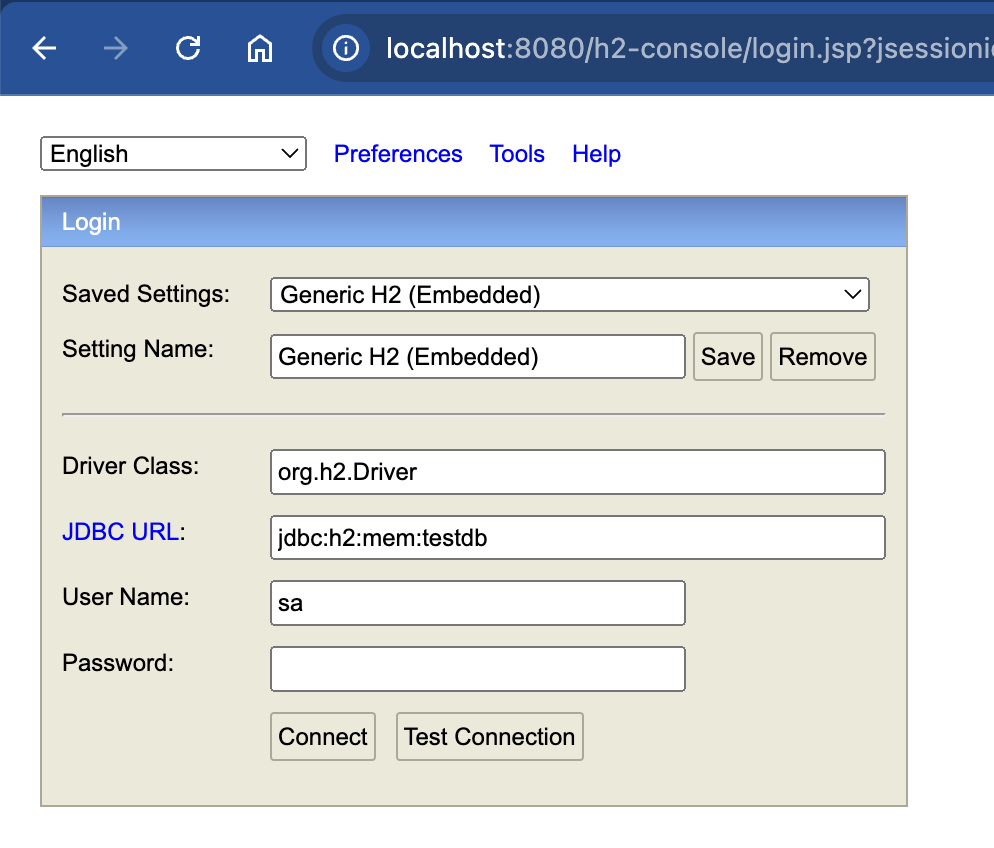 localhost:8080/h2-console/login.jsp?jsessioni
English Preferences Tools Help
Login
Saved Settings: Generic H2 (Embedded)
Setting Name: Generic H2 (Embedded) Save Remove
Driver Class: org.h2.Driver
JDBC URL: jdbc:h2:mem:testdb
User Name: sa
Password:
Connect Test Connection